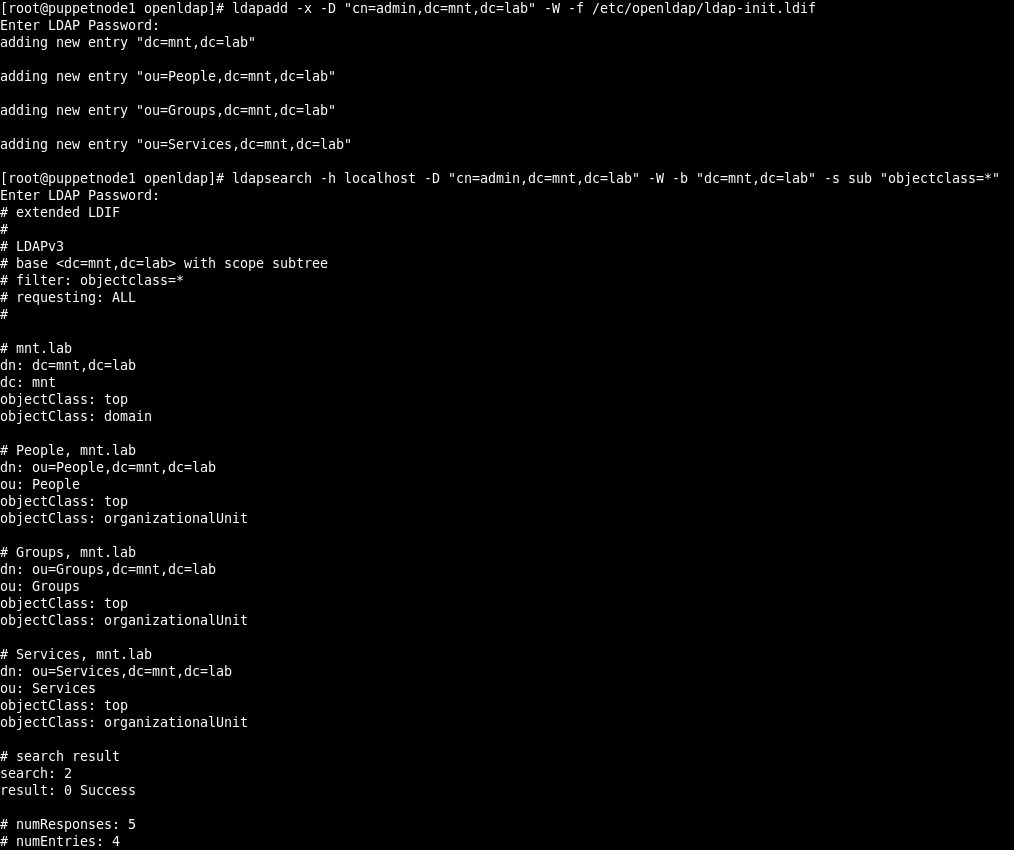 [root@puppetnode1 openldap]# ldapadd -x -D "cn=admin,dc=mnt,dc=lab" -W -f /etc/openldap/ldap-init.ldif
Enter LDAP Password:
adding new entry "dc=mnt,dc=lab"
adding new entry "ou=People,dc=mnt,dc=lab"
adding new entry "ou=Groups,dc=mnt,dc=lab"
adding new entry "ou=Services,dc=mnt,dc=lab"
[root@puppetnode1 openldap]# ldapsearch -h localhost -D "cn=admin,dc=mnt,dc=lab" -W -b "dc=mnt,dc=lab" -s sub "objectclass=*"
Enter LDAP Password:
# extended LDIF
#
# LDAPv3
# base <dc=mnt,dc=lab> with scope subtree
# filter: objectclass=*
# requesting: ALL
#
# mnt.lab
dn: dc=mnt,dc=lab
dc: mnt
objectClass: top
objectClass: domain
# People, mnt.lab
dn: ou=People,dc=mnt,dc=lab
ou: People
objectClass: top
objectClass: organizationalUnit
# Groups, mnt.lab
dn: ou=Groups,dc=mnt,dc=lab
ou: Groups
objectClass: top
objectClass: organizationalUnit
# Services, mnt.lab
dn: ou=Services,dc=mnt,dc=lab
ou: Services
objectClass: top
objectClass: organizationalUnit
# search result
search: 2
result: 0 Success
# numResponses: 5
# numEntries: 4